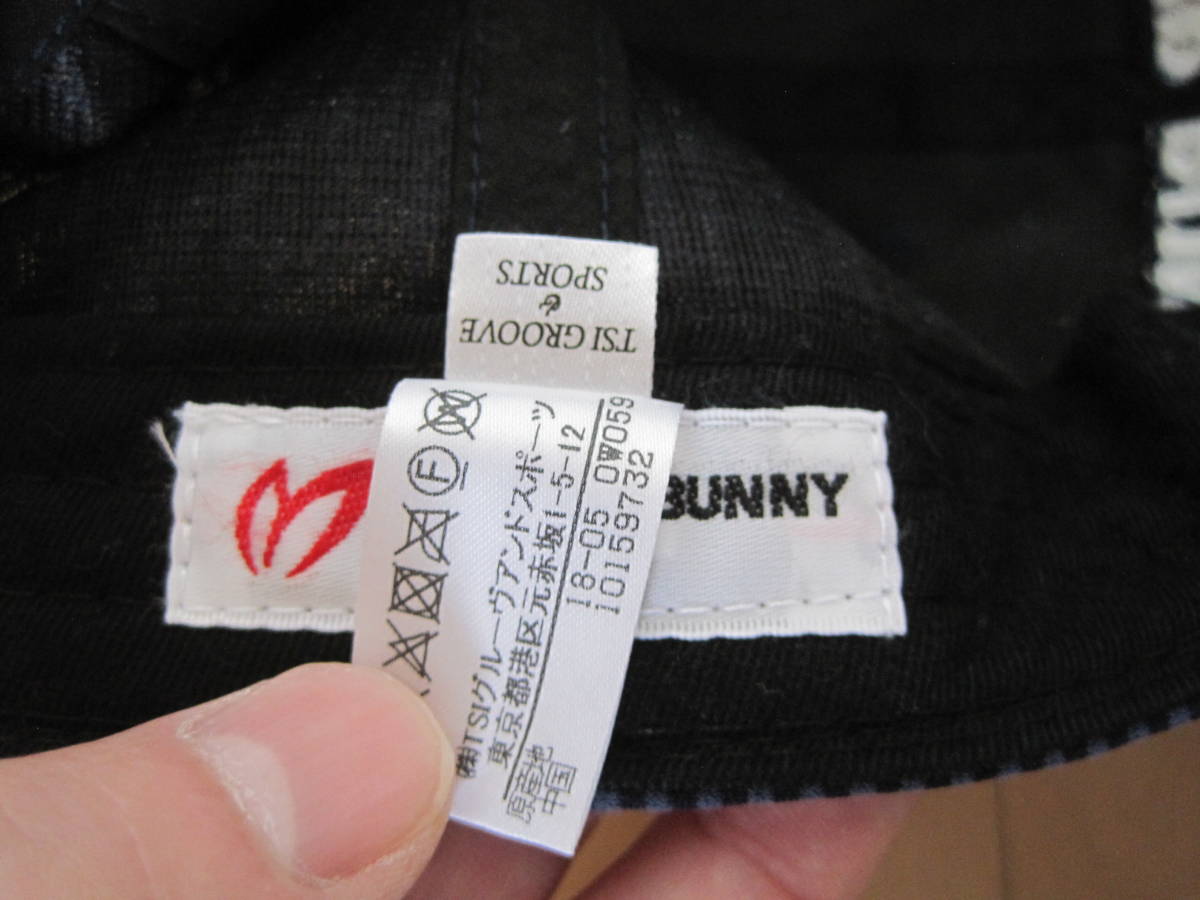 TSI GROOVE
&
SPORTS
BUNNY
F
㈱TSIグルーヴアンドスポーツ
東京都港区元赤坂1-5-12
18-05 0W059
10159732
原産地
中国